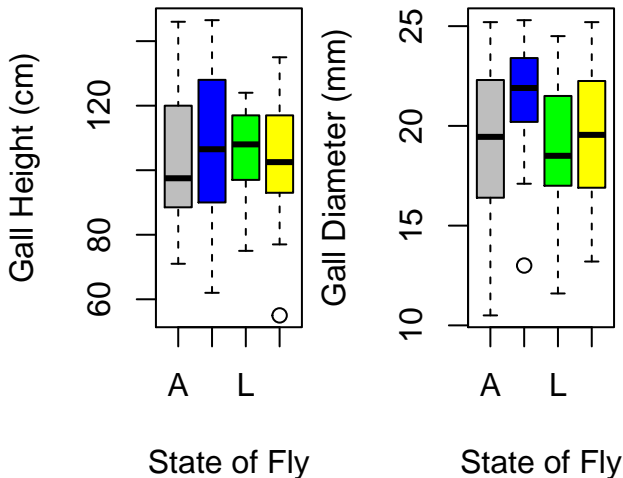 Gall Height (cm)
120
80
60
A L
State of Fly
Gall Diameter (mm)
25
20
15
10
A L
State of Fly